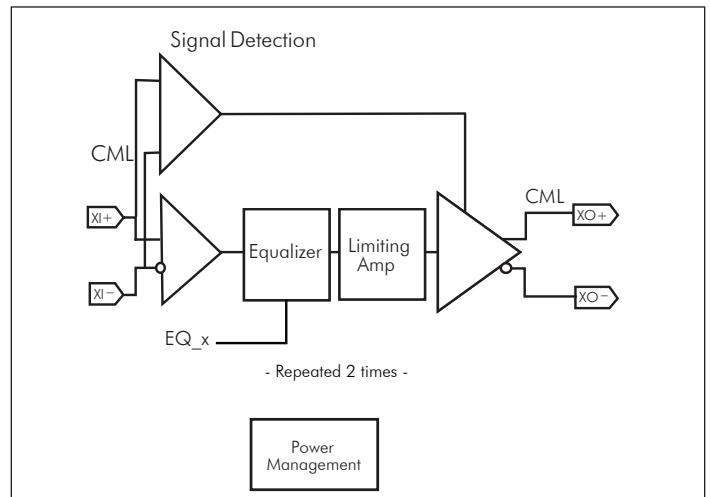 Signal Detection
CML
XI+
XI−
Equalizer
Limiting
Amp
CML
XO+
XO−
EQ_x
- Repeated 2 times -
Power
Management